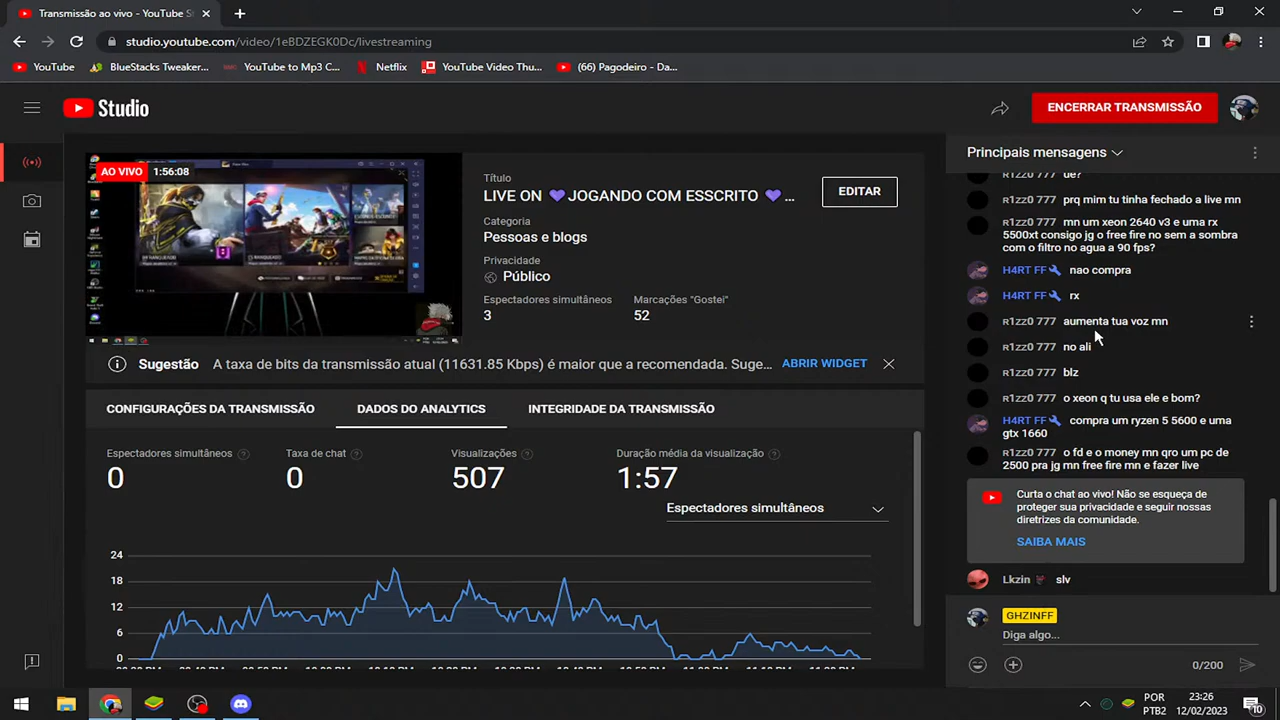 Transmissão ao vivo - YouTube S
studio.youtube.com/video/1eBDZEGK0Dc/livestreaming
YouTube
BlueStacks Tweaker...
YouTube to Mp3 C...
Netflix
YouTube Video Thu...
(66) Pagodeiro - Da...
Studio
ENCERRAR TRANSMISSÃO
AO VIVO 1:56:08
Título
LIVE ON 💜JOGANDO COM ESSCRITO 💜 ...
EDITAR
Categoria
Pessoas e blogs
Privacidade
Público
Espectadores simultâneos
Marcações "Gostei"
3
52
Sugestão
A taxa de bits da transmissão atual (11631.85 Kbps) é maior que a recomendada. Suge...
ABRIR WIDGET
CONFIGURAÇÕES DA TRANSMISSÃO
DADOS DO ANALYTICS
INTEGRIDADE DA TRANSMISSÃO
Espectadores simultâneos
Taxa de chat
Visualizações
Duração média da visualização
0
0
507
1:57
Espectadores simultâneos
24
18
12
6
0
Principais mensagens
R1zz0 777 ue?
R1zz0 777 prq mim tu tinha fechado a live mn
R1zz0 777 mn um xeon 2640 v3 e uma rx
5500xt consigo jg o free fire no sem a sombra
com o filtro no agua a 90 fps?
H4RT FF nao compra
H4RT FF rx
R1zz0 777 aumenta tua voz mn
R1zz0 777 no ali
R1zz0 777 blz
R1zz0 777 o xeon q tu usa ele e bom?
H4RT FF compra um ryzen 5 5600 e uma
gtx 1660
R1zz0 777 o fd e o money mn qro um pc de
2500 pra jg mn free fire mn e fazer live
Curta o chat ao vivo! Não se esqueça de
proteger sua privacidade e seguir nossas
diretrizes da comunidade.
SAIBA MAIS
Lkzin slv
GHZINFF
Diga algo...
0/200
POR
PTB2
23:26
12/02/2023
10